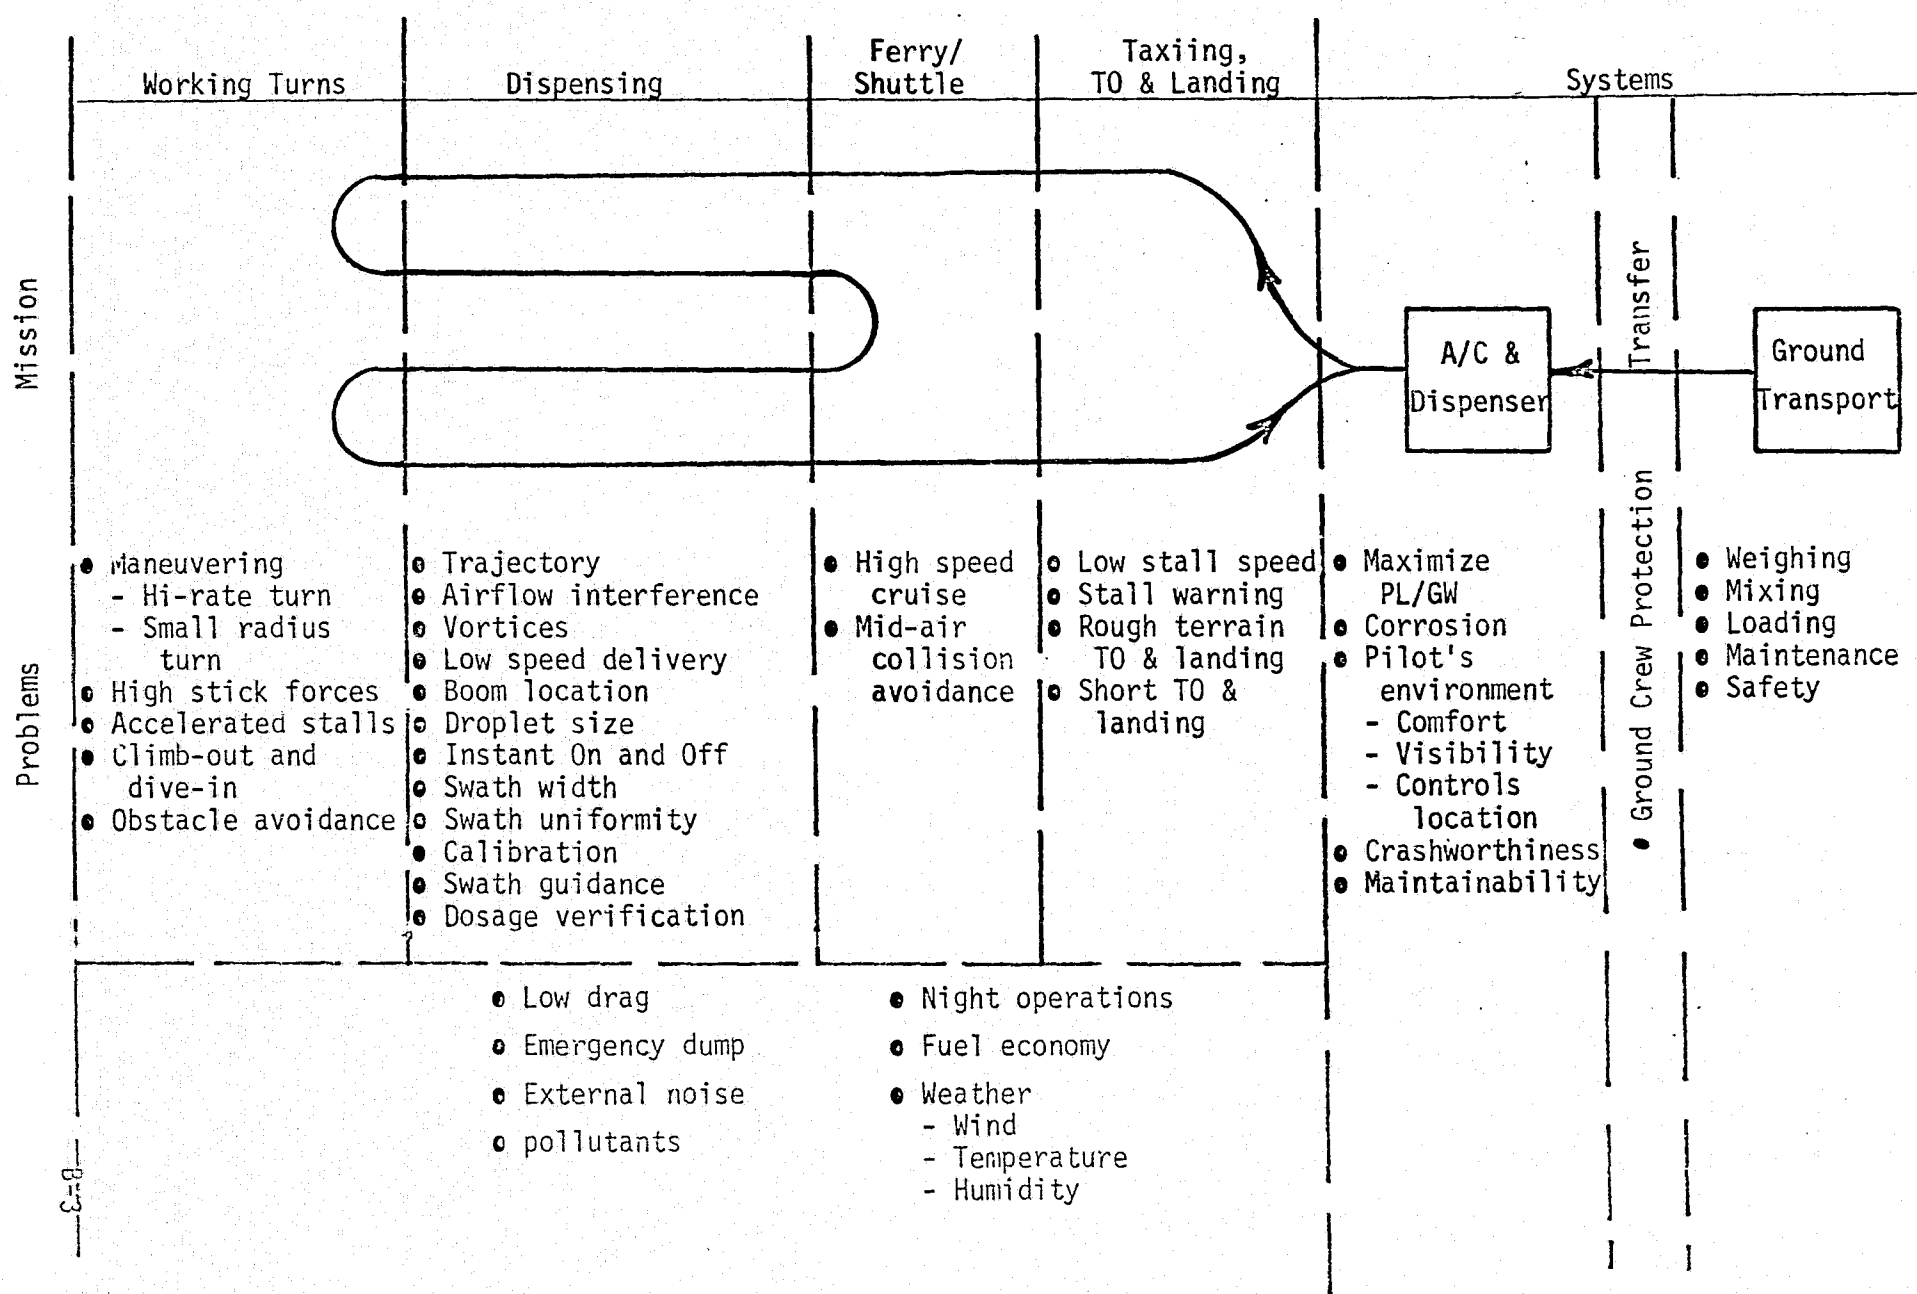 Working Turns
Dispensing
Ferry/
Shuttle
Taxiing,
TO & Landing
Systems
Mission
A/C &
Dispenser
Transfer
Ground
Transport
Problems
● Maneuvering
- Hi-rate turn
- Small radius
turn
● High stick forces
● Accelerated stalls
● Climb-out and
dive-in
● Obstacle avoidance
● Trajectory
● Airflow interference
● Vortices
● Low speed delivery
● Boom location
● Droplet size
● Instant On and Off
● Swath width
● Swath uniformity
● Calibration
● Swath guidance
● Dosage verification
● High speed
cruise
● Mid-air
collision
avoidance
● Low stall speed
● Stall warning
● Rough terrain
TO & landing
● Short TO &
landing
● Maximize
PL/GW
● Corrosion
● Pilot's
environment
- Comfort
- Visibility
- Controls
location
● Crashworthiness
● Maintainability
● Ground Crew Protection
● Weighing
● Mixing
● Loading
● Maintenance
● Safety
● Low drag
● Emergency dump
● External noise
● pollutants
● Night operations
● Fuel economy
● Weather
- Wind
- Temperature
- Humidity
B-3